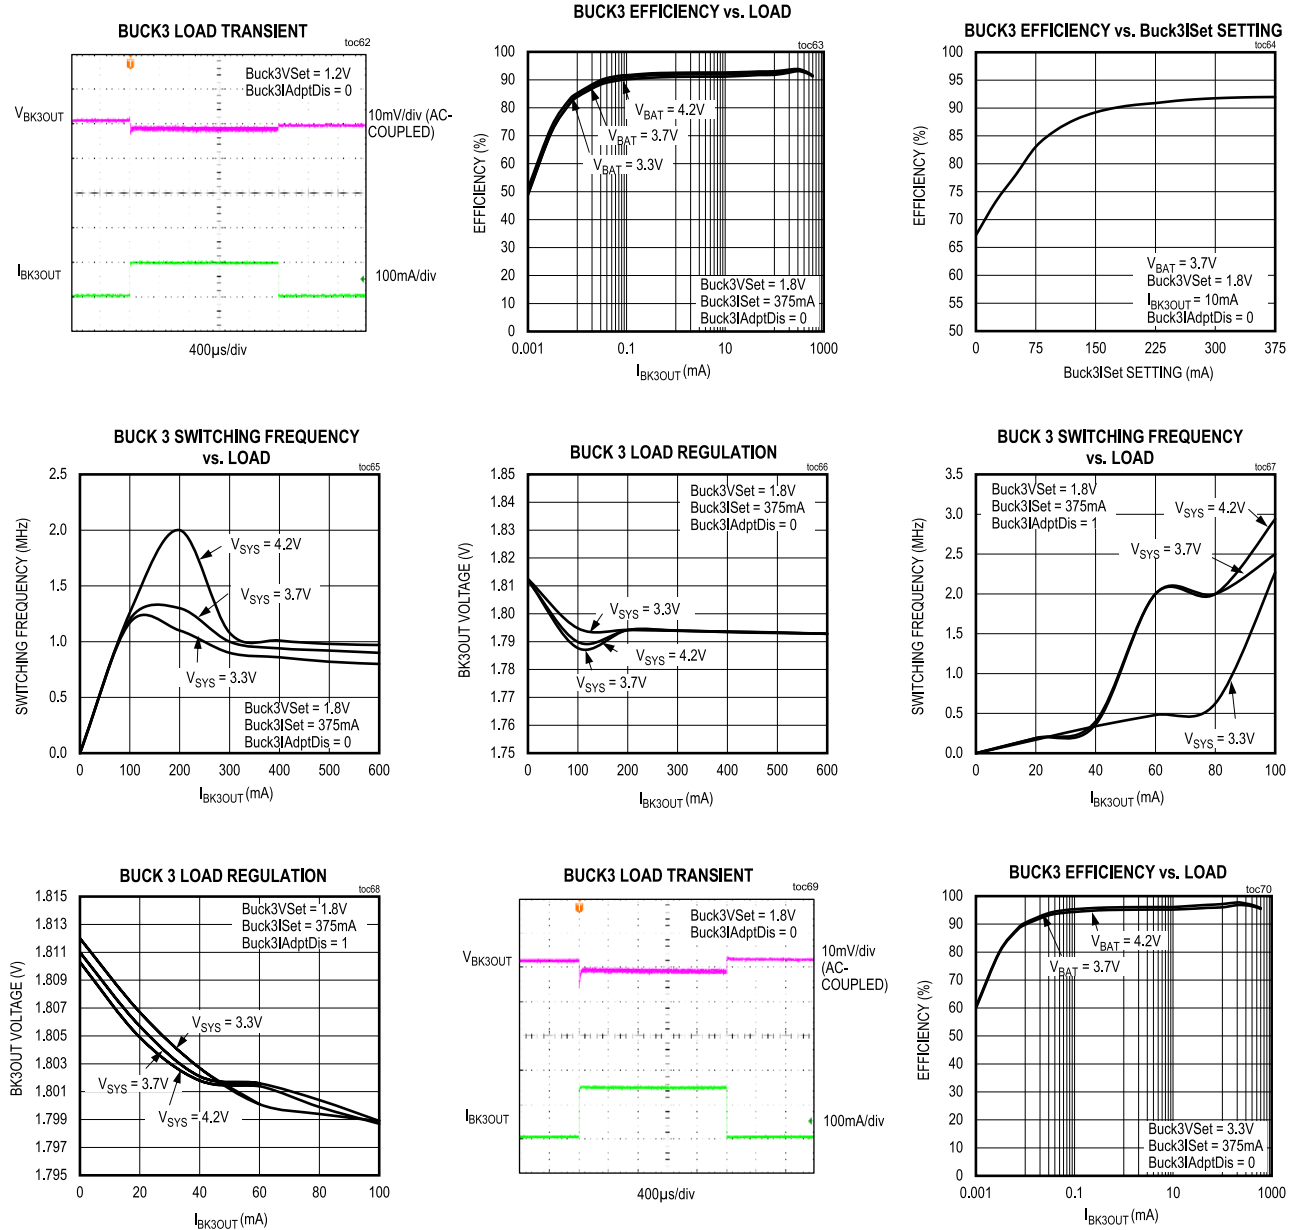 BUCK3 LOAD TRANSIENT
toc62
Buck3VSet = 1.2V
Buck3IAdptDis = 0
VBK3OUT
10mV/div (AC-
COUPLED)
IBK3OUT
100mA/div
400µs/div
BUCK3 EFFICIENCY vs. LOAD
toc63
100
90
80
70
60
50
40
30
20
10
0
EFFICIENCY (%)
VBAT = 4.2V
VBAT = 3.7V
VBAT = 3.3V
Buck3VSet = 1.8V
Buck3ISet = 375mA
Buck3IAdptDis = 0
0.001 0.1 10 1000
IBK3OUT (mA)
BUCK3 EFFICIENCY vs. Buck3ISet SETTING
toc64
100
95
90
85
80
75
70
65
60
55
50
EFFICIENCY (%)
VBAT = 3.7V
Buck3VSet = 1.8V
IBK3OUT = 10mA
Buck3IAdptDis = 0
0 75 150 225 300 375
Buck3ISet SETTING (mA)
BUCK 3 SWITCHING FREQUENCY
vs. LOAD
toc65
2.5
2.0
1.5
1.0
0.5
0.0
SWITCHING FREQUENCY (MHz)
VSYS = 4.2V
VSYS = 3.7V
VSYS = 3.3V
Buck3VSet = 1.8V
Buck3ISet = 375mA
Buck3IAdptDis = 0
0 100 200 300 400 500 600
IBK3OUT (mA)
BUCK 3 LOAD REGULATION
toc66
1.85
1.84
1.83
1.82
1.81
1.80
1.79
1.78
1.77
1.76
1.75
BK3OUT VOLTAGE (V)
Buck3VSet = 1.8V
Buck3ISet = 375mA
Buck3IAdptDis = 0
VSYS = 3.3V
VSYS = 4.2V
VSYS = 3.7V
0 100 200 300 400 500 600
IBK3OUT (mA)
BUCK 3 SWITCHING FREQUENCY
vs. LOAD
toc67
3.5
3.0
2.5
2.0
1.5
1.0
0.5
0.0
SWITCHING FREQUENCY (MHz)
Buck3VSet = 1.8V
Buck3ISet = 375mA
Buck3IAdptDis = 1
VSYS = 4.2V
VSYS = 3.7V
VSYS = 3.3V
0 20 40 60 80 100
IBK3OUT (mA)
BUCK 3 LOAD REGULATION
toc68
1.815
1.813
1.811
1.809
1.807
1.805
1.803
1.801
1.799
1.797
1.795
BK3OUT VOLTAGE (V)
Buck3VSet = 1.8V
Buck3ISet = 375mA
Buck3IAdptDis = 1
VSYS = 3.3V
VSYS = 3.7V
VSYS = 4.2V
0 20 40 60 80 100
IBK3OUT (mA)
BUCK3 LOAD TRANSIENT
toc69
Buck3VSet = 1.8V
Buck3IAdptDis = 0
VBK3OUT
10mV/div
(AC-
COUPLED)
IBK3OUT
100mA/div
400µs/div
BUCK3 EFFICIENCY vs. LOAD
toc70
100
90
80
70
60
50
40
30
20
10
0
EFFICIENCY (%)
VBAT = 4.2V
VBAT = 3.7V
Buck3VSet = 3.3V
Buck3ISet = 375mA
Buck3IAdptDis = 0
0.001 0.1 10 1000
IBK3OUT (mA)